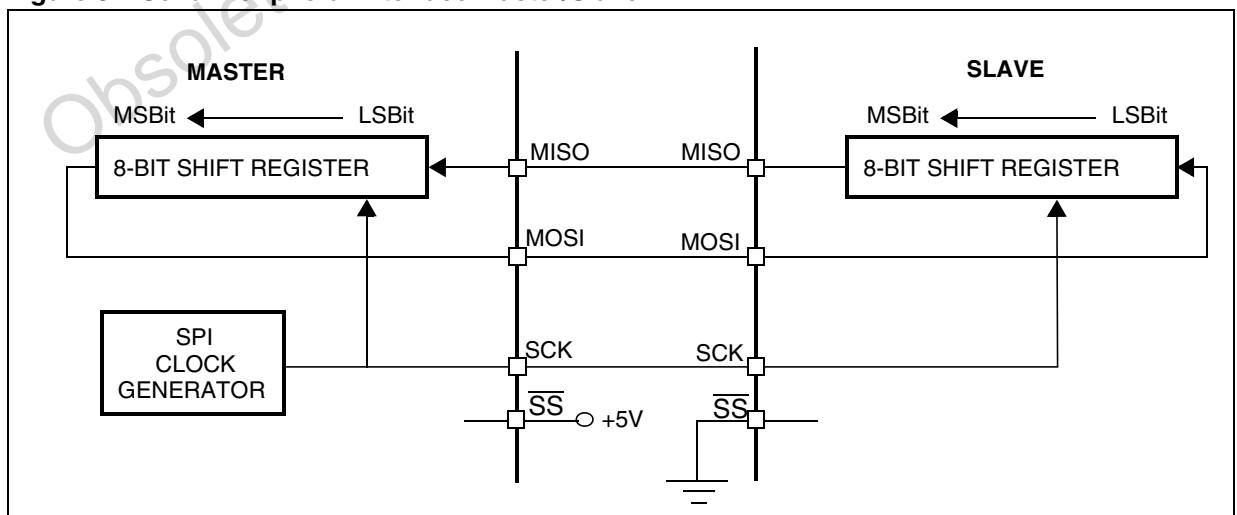 MASTER
SLAVE
MSBit LSBit
MSBit LSBit
8-BIT SHIFT REGISTER
MISO MISO
8-BIT SHIFT REGISTER
MOSI MOSI
SPI
CLOCK
GENERATOR
SCK SCK
SS +5V
SS